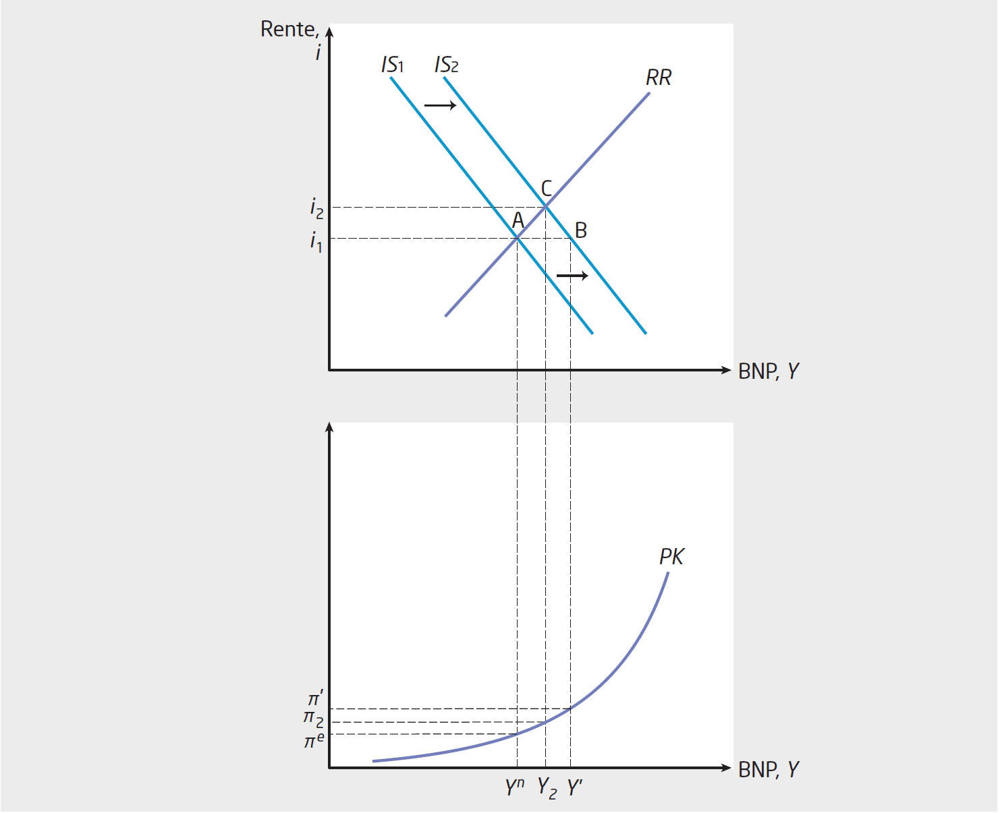 Rente,
i
IS1
IS2
RR
C
i2
A
B
i1
BNP, Y
PK
π′
π2
πe
BNP, Y
Yn Y2 Y′